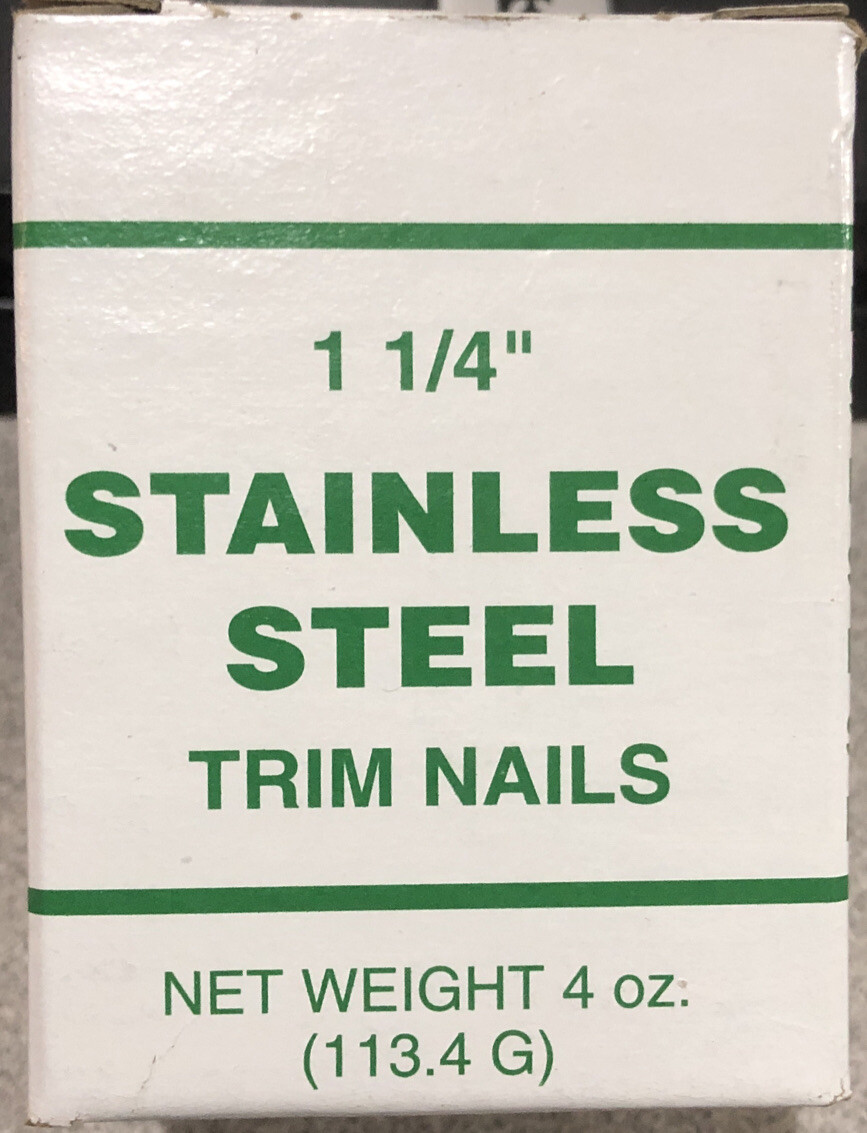 1 1/4"
STAINLESS
STEEL
TRIM NAILS
NET WEIGHT 4 oz.
(113.4 G)